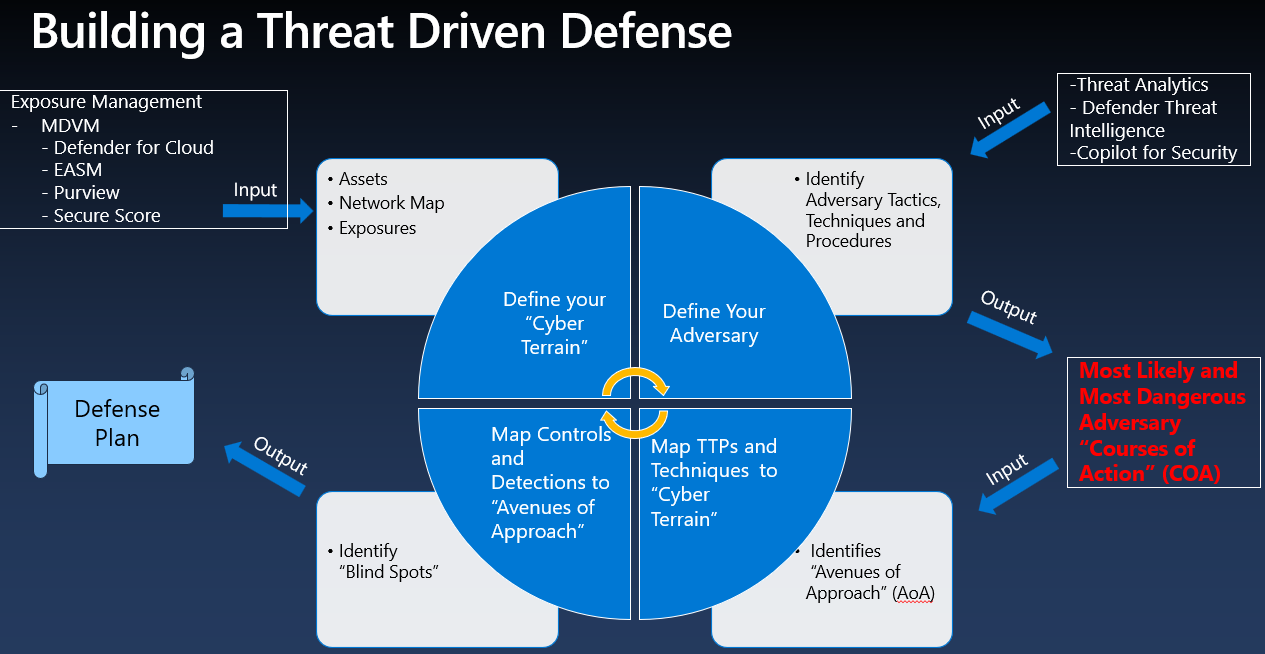 Building a Threat Driven Defense
Exposure Management
- MDVM
- Defender for Cloud
- EASM
- Purview
- Secure Score
Input
• Assets
• Network Map
• Exposures
Define your
“Cyber
Terrain”
-Threat Analytics
- Defender Threat
Intelligence
-Copilot for Security
Input
• Identify
Adversary Tactics,
Techniques and
Procedures
Define Your
Adversary
Output
Most Likely and
Most Dangerous
Adversary
“Courses of
Action” (COA)
Input
Map TTPs and
Techniques to
“Cyber
Terrain”
• Identifies
“Avenues of
Approach” (AoA)
Map Controls
and
Detections to
“Avenues of
Approach”
• Identify
“Blind Spots”
Output
Defense
Plan